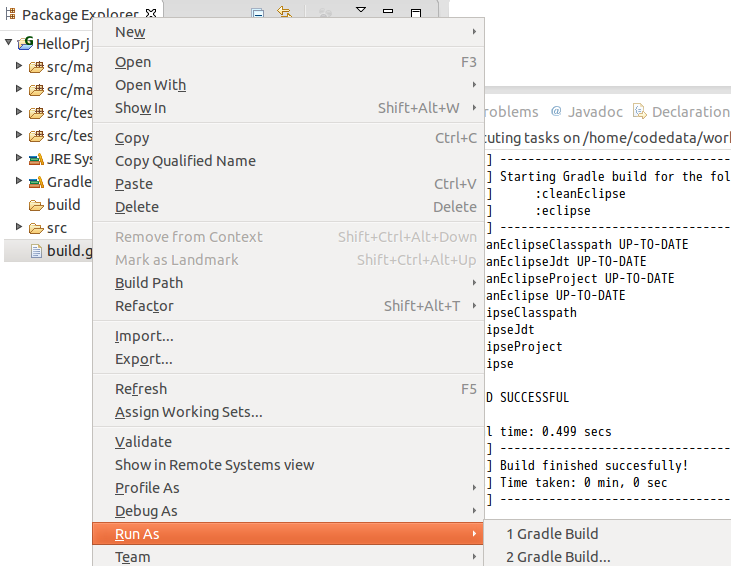 Package Explorer
HelloPrj
src/ma
src/ma
src/tes
src/tes
JRE Sys
Gradle
build
src
build.g
New
Open F3
Open With
Show In Shift+Alt+W
Copy Ctrl+C
Copy Qualified Name
Paste Ctrl+V
Delete Delete
Remove from Context Shift+Ctrl+Alt+Down
Mark as Landmark Shift+Ctrl+Alt+Up
Build Path
Refactor Shift+Alt+T
Import...
Export...
Refresh F5
Assign Working Sets...
Validate
Show in Remote Systems view
Profile As
Debug As
Run As
Team
1 Gradle Build
2 Gradle Build...
roblems @ Javadoc Declaration
uting tasks on /home/codedata/wor
] ----------------------------------
] Starting Gradle build for the fol
] :cleanEclipse
] :eclipse
] ----------------------------------
anEclipseClasspath UP-TO-DATE
anEclipseJdt UP-TO-DATE
anEclipseProject UP-TO-DATE
anEclipse UP-TO-DATE
ipseClasspath
ipseJdt
ipseProject
ipse
D SUCCESSFUL
l time: 0.499 secs
] ----------------------------------
] Build finished succesfully!
] Time taken: 0 min, 0 sec
] ----------------------------------